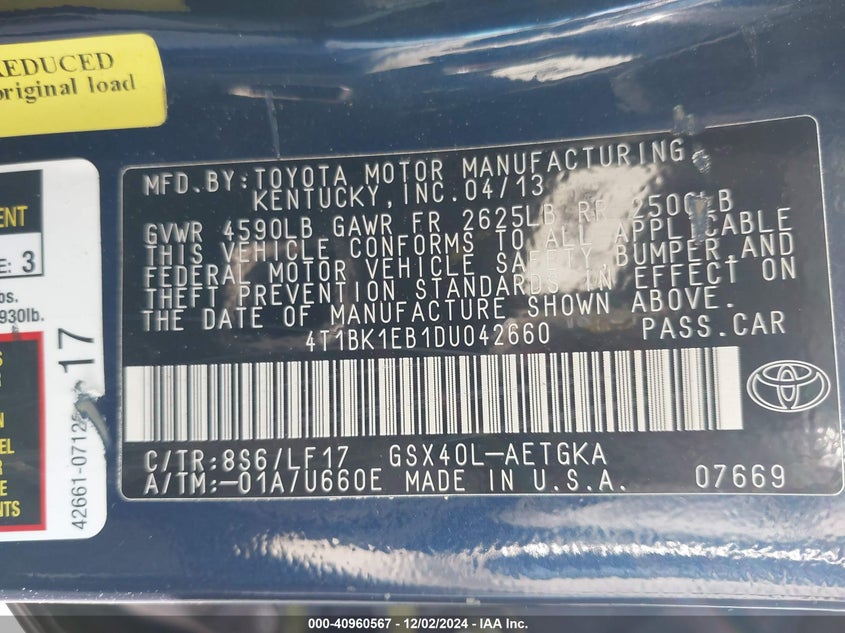 REDUCED
original load
ENT
E: 3
bs.
930lb.
17
42661-0712
EL
E
NTS
MFD.BY:TOYOTA MOTOR MANUFACTURING
KENTUCKY,INC.04/13
GVWR 4590LB GAWR FR 2625LB RR 2500LB
THIS VEHICLE CONFORMS TO ALL APPLICABLE
FEDERAL MOTOR VEHICLE SAFETY BUMPER,AND
THEFT PREVENTION STANDARDS IN EFFECT ON
THE DATE OF MANUFACTURE SHOWN ABOVE.
4T1BK1EB1DU042660 PASS.CAR
C/TR:8S6/LF17 GSX40L-AETGKA
A/TM:-01A/U660E MADE IN U.S.A. 07669
000-40960567 • 12/02/2024 • IAA Inc.